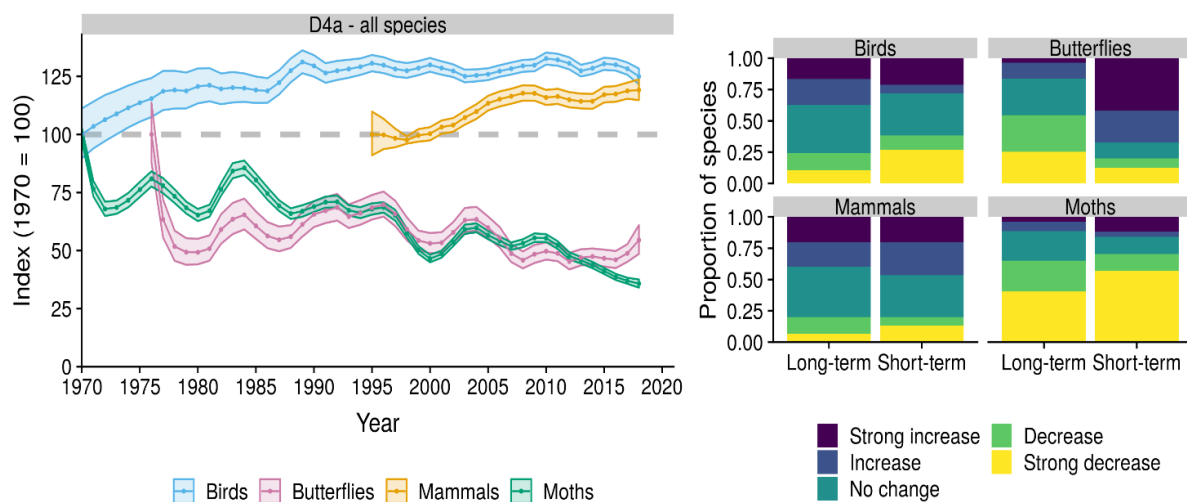 D4a - all species
Index (1970 = 100)
125
100
75
50
25
0
1970 1975 1980 1985 1990 1995 2000 2005 2010 2015 2020
Year
Birds Butterflies Mammals Moths
Proportion of species
Birds Butterflies
1.00
0.75
0.50
0.25
0.00
Mammals Moths
1.00
0.75
0.50
0.25
0.00
Long-term Short-term Long-term Short-term
Strong increase Decrease
Increase Strong decrease
No change